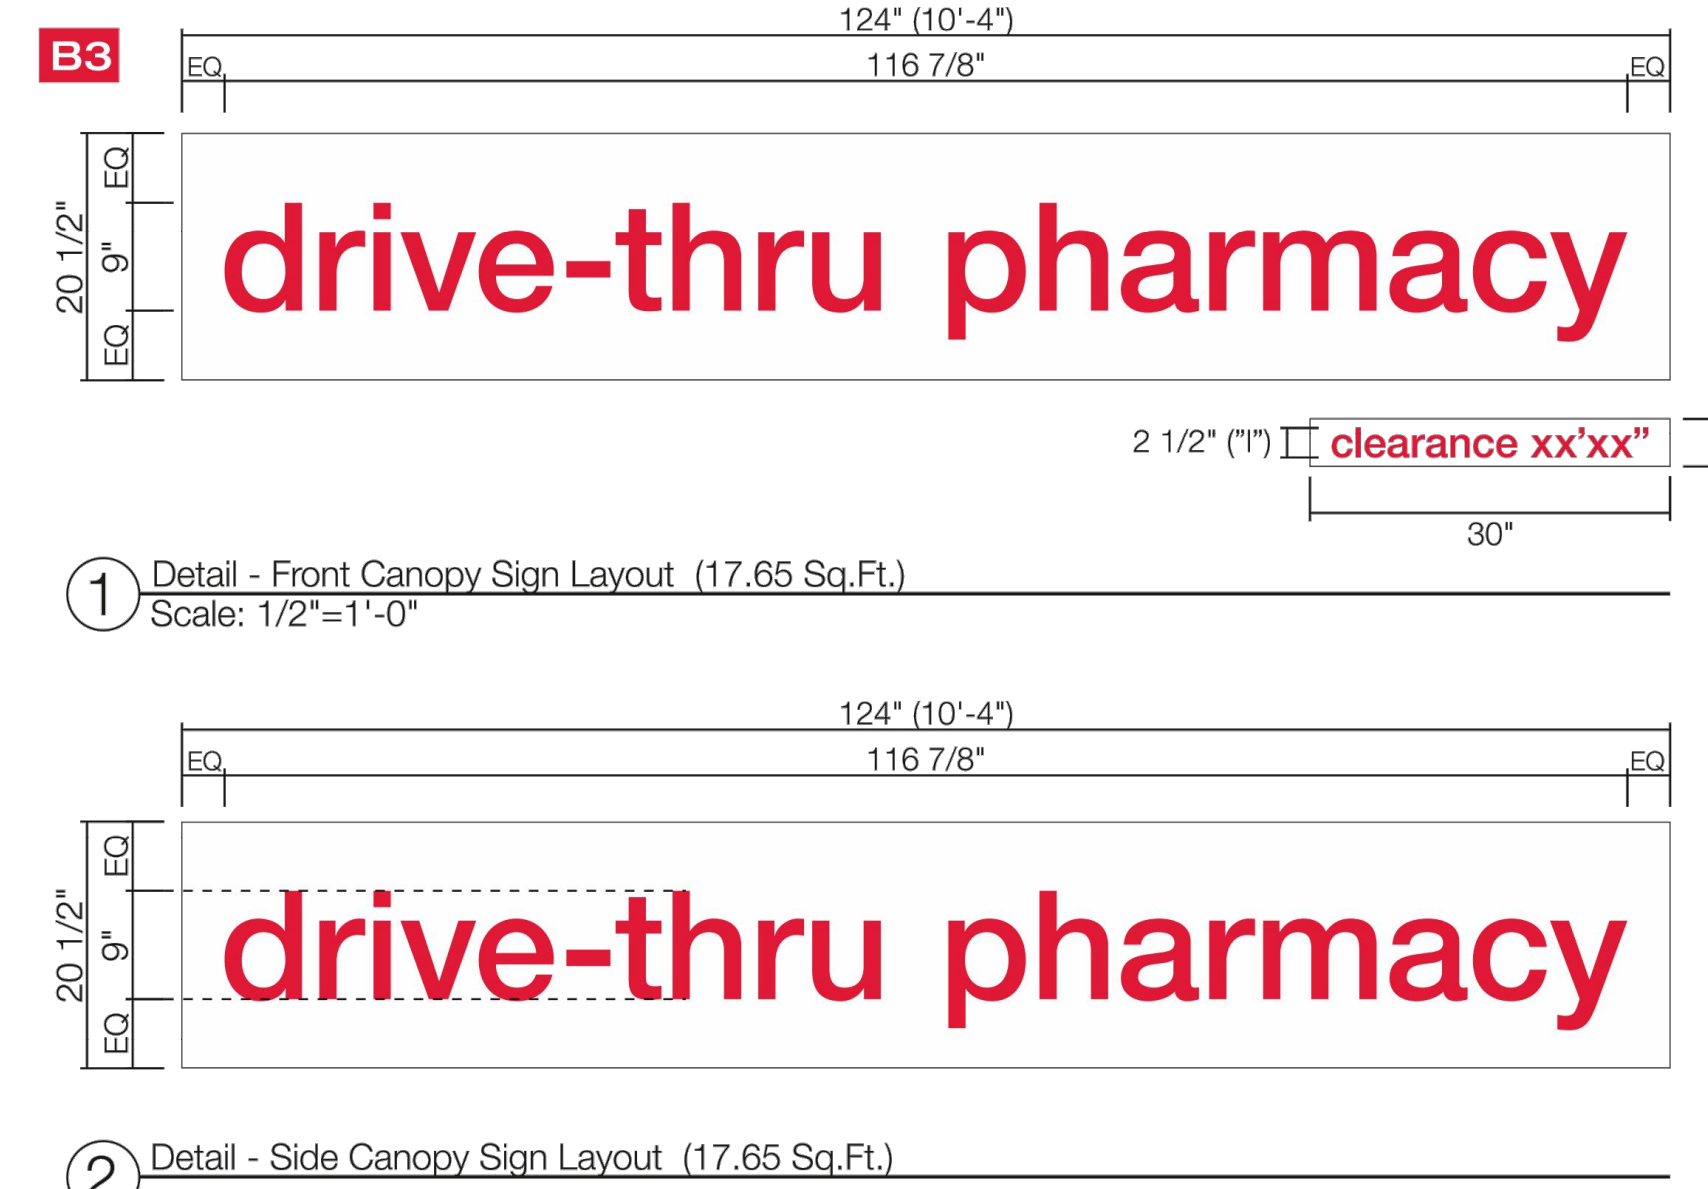 B3
124" (10'-4")
EQ 116 7/8" EQ
EQ
20 1/2" 9"
EQ
drive-thru pharmacy
2 1/2" (”l”) clearance xx’xx”
30"
1 Detail - Front Canopy Sign Layout (17.65 Sq.Ft.)
Scale: 1/2"=1'-0"
124" (10'-4")
EQ 116 7/8" EQ
EQ
20 1/2" 9"
EQ
drive-thru pharmacy
2 Detail - Side Canopy Sign Layout (17.65 Sq.Ft.)